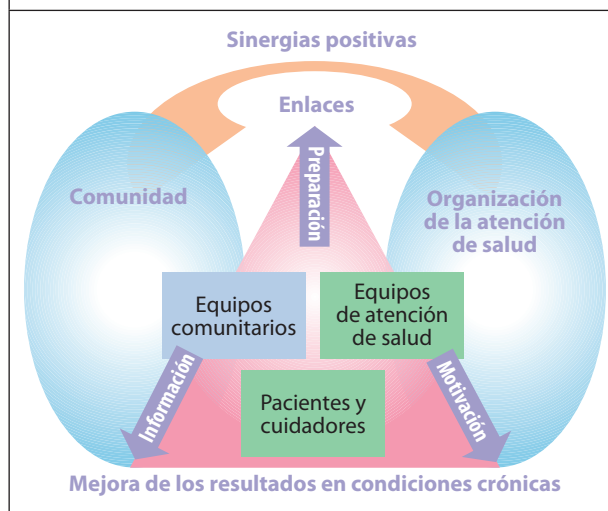 Sinergias positivas
Enlaces
Preparación
Comunidad
Organización
de la atención
de salud
Equipos
comunitarios
Equipos
de atención
de salud
Información
Motivación
Pacientes y
cuidadores
Mejora de los resultados en condiciones crónicas